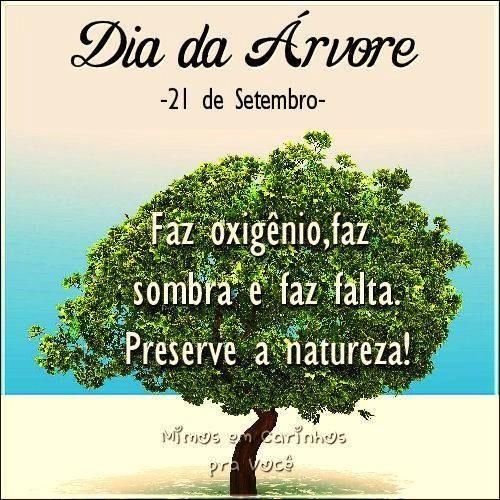 Dia da Árvore
-21 de Setembro-
Faz oxigênio,faz
sombra e faz falta.
Preserve a natureza!
Mimos em Carinhos
pra Você